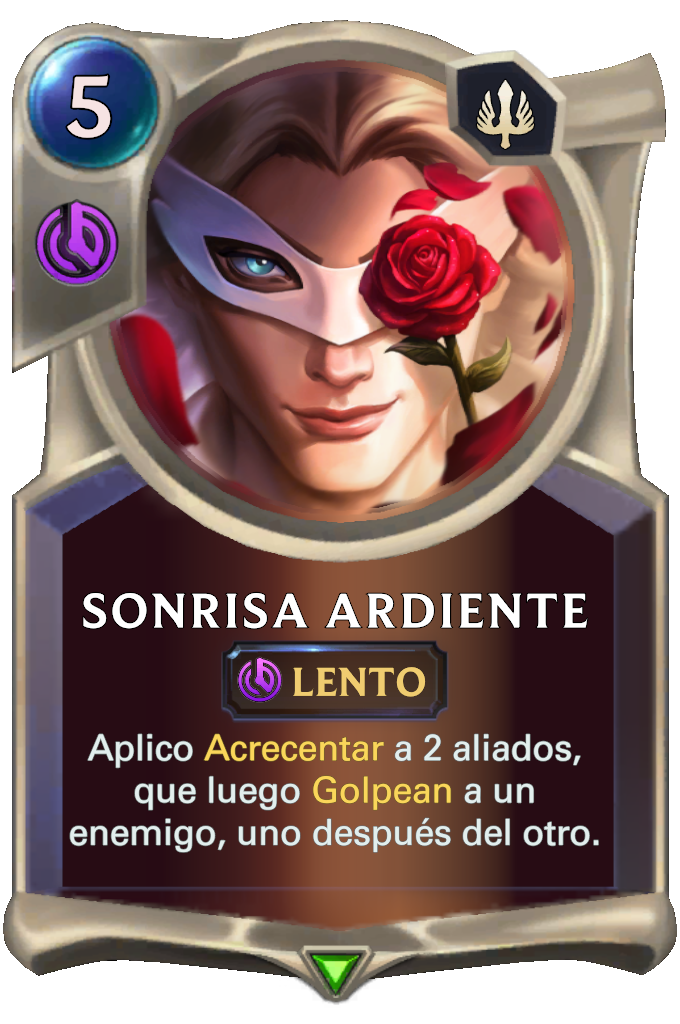 5
SONRISA ARDIENTE
LENTO
Aplico Acrecentar a 2 aliados,
que luego Golpean a un
enemigo, uno después del otro.